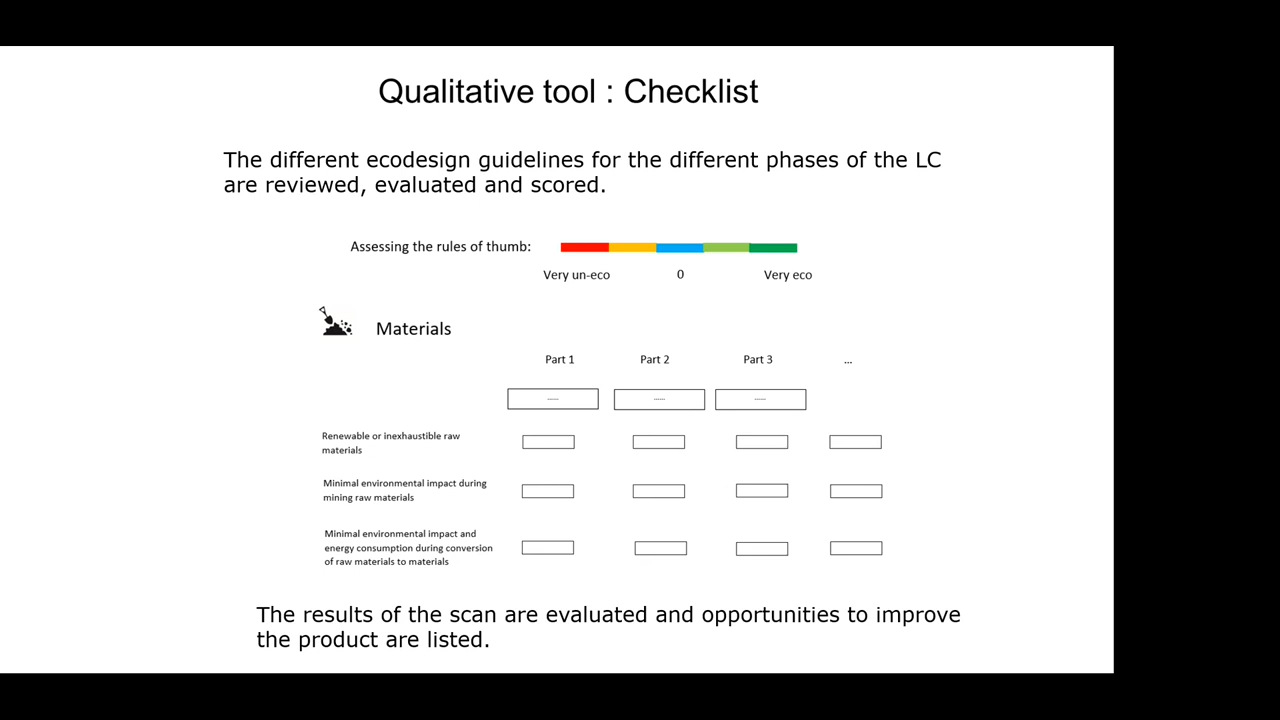 Qualitative tool : Checklist
The different ecodesign guidelines for the different phases of the LC
are reviewed, evaluated and scored.
Assessing the rules of thumb:
Very un-eco 0 Very eco
Materials
Part 1 Part 2 Part 3 ...
...... ...... ......
Renewable or inexhaustible raw
materials
Minimal environmental impact during
mining raw materials
Minimal environmental impact and
energy consumption during conversion
of raw materials to materials
The results of the scan are evaluated and opportunities to improve
the product are listed.